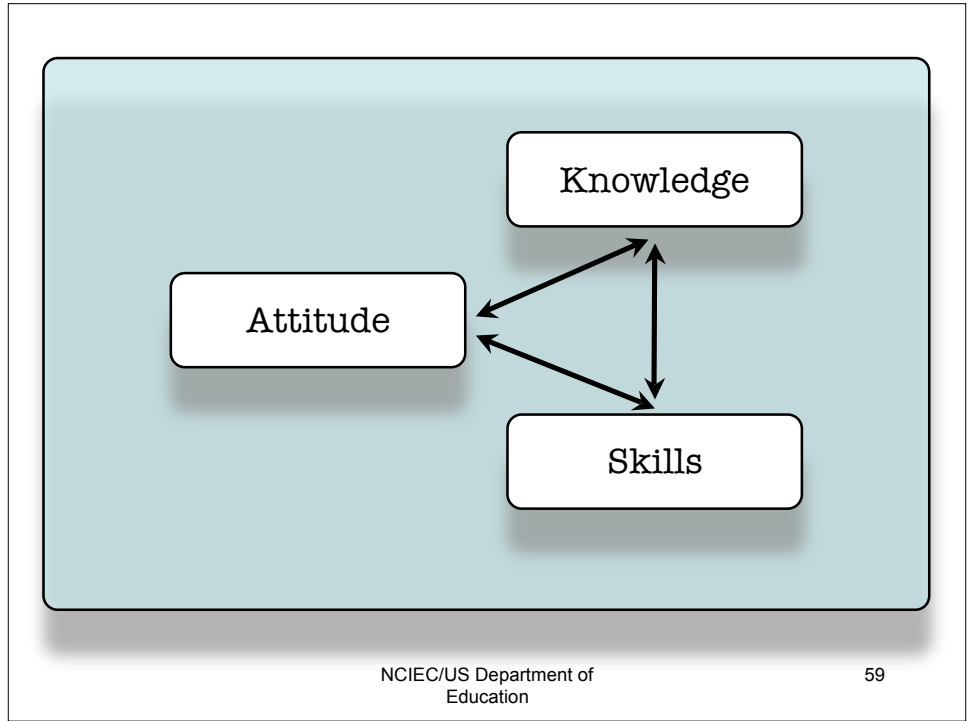 Knowledge
Attitude
Skills
NCIEC/US Department of
Education
59